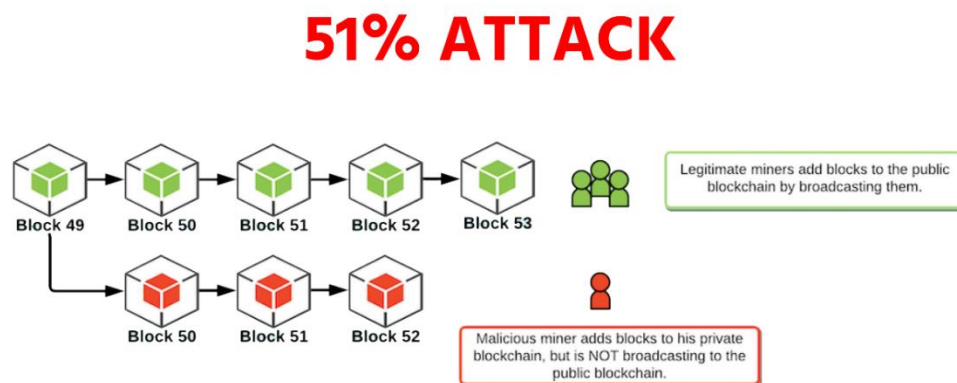 51% ATTACK
Block 49
Block 50
Block 51
Block 52
Block 53
Legitimate miners add blocks to the public
blockchain by broadcasting them.
Block 50
Block 51
Block 52
Malicious miner adds blocks to his private
blockchain, but is NOT broadcasting to the
public blockchain.